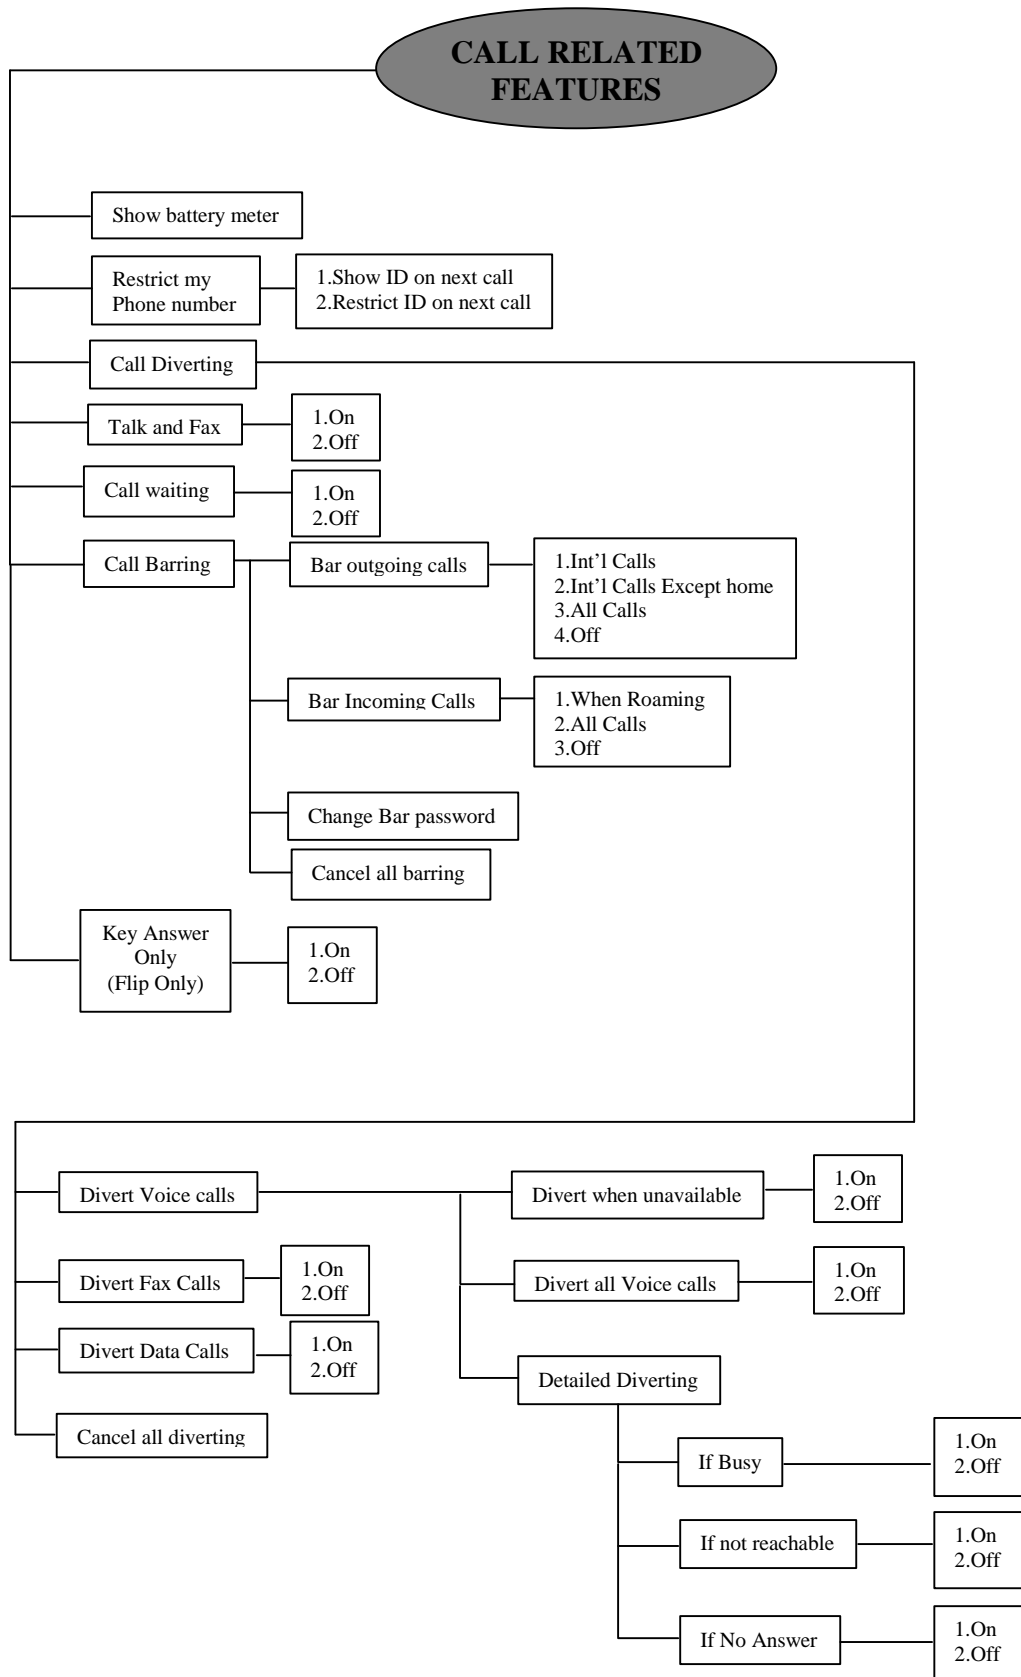 CALL RELATED
FEATURES
Show battery meter
Restrict my
Phone number
1.Show ID on next call
2.Restrict ID on next call
Call Diverting
Talk and Fax
1.On
2.Off
Call waiting
1.On
2.Off
Call Barring
Bar outgoing calls
1.Int'l Calls
2.Int'l Calls Except home
3.All Calls
4.Off
Bar Incoming Calls
1.When Roaming
2.All Calls
3.Off
Change Bar password
Cancel all barring
Key Answer
Only
(Flip Only)
1.On
2.Off
Divert Voice calls
Divert when unavailable
1.On
2.Off
Divert Fax Calls
1.On
2.Off
Divert all Voice calls
1.On
2.Off
Divert Data Calls
1.On
2.Off
Detailed Diverting
Cancel all diverting
If Busy
1.On
2.Off
If not reachable
1.On
2.Off
If No Answer
1.On
2.Off